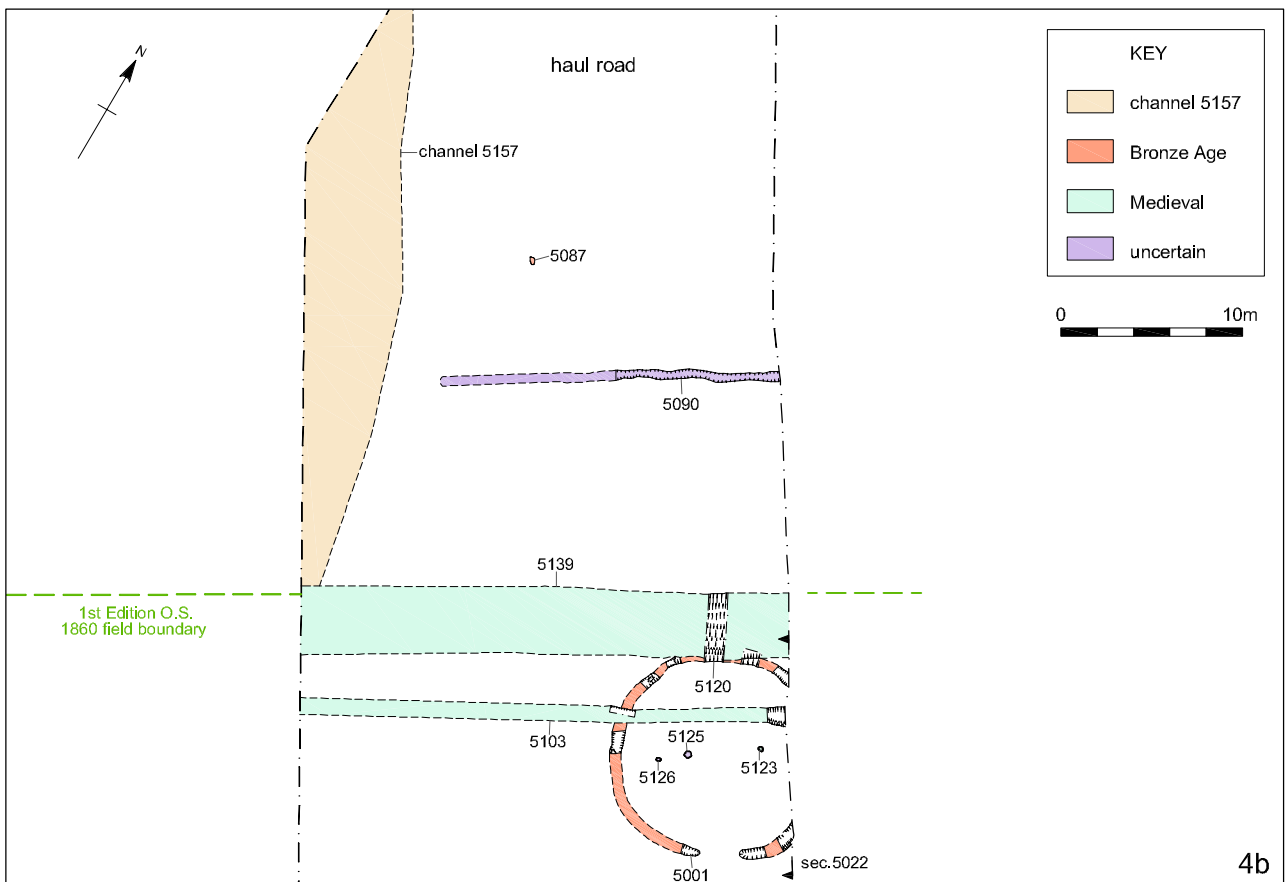 N
haul road
KEY
channel 5157
Bronze Age
Medieval
uncertain
0 10m
channel 5157
5087
5090
5139
1st Edition O.S.
1860 field boundary
5120
5103
5125
5126
5123
5001
sec.5022
4b